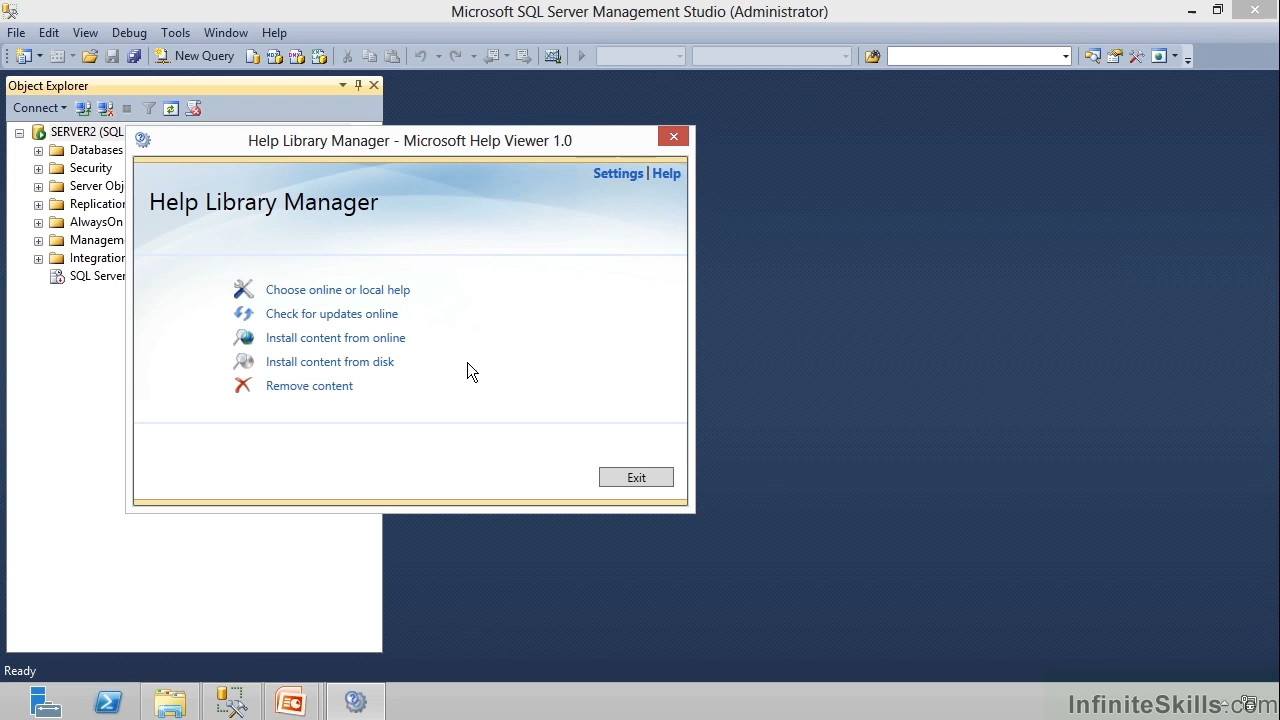 Microsoft SQL Server Management Studio (Administrator)
File Edit View Debug Tools Window Help
New Query
Object Explorer
Connect
SERVER2 (SQL
Databases
Security
Server Obj
Replication
AlwaysOn
Managem
Integration
SQL Server
Help Library Manager - Microsoft Help Viewer 1.0
Settings | Help
Help Library Manager
Choose online or local help
Check for updates online
Install content from online
Install content from disk
Remove content
Exit
Ready
InfiniteSkills.com